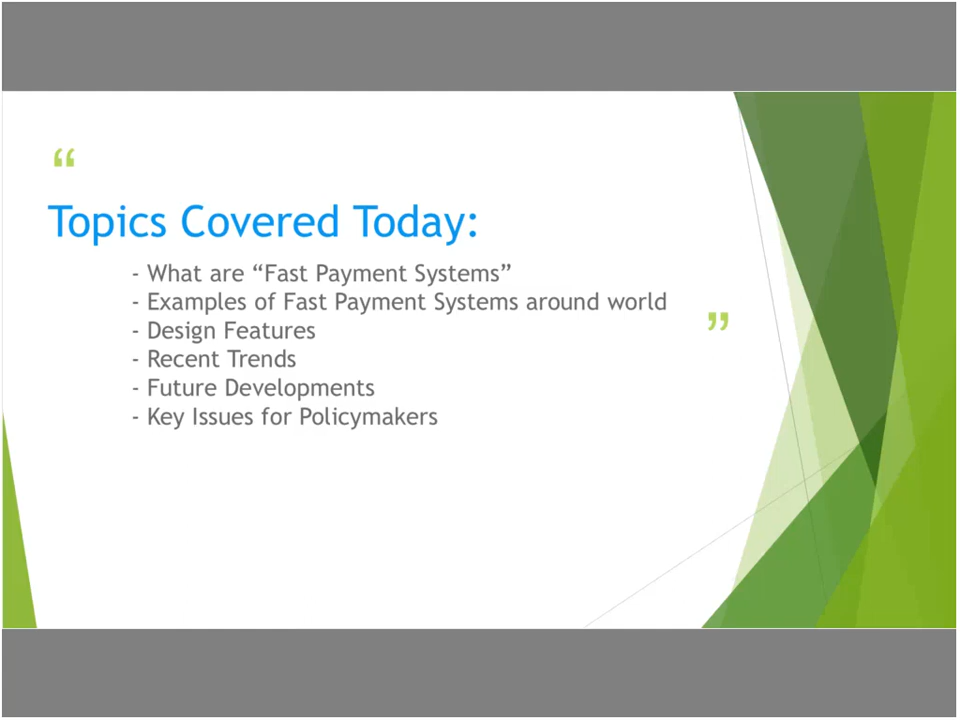 “
Topics Covered Today:
- What are “Fast Payment Systems”
- Examples of Fast Payment Systems around world
- Design Features
- Recent Trends
- Future Developments
- Key Issues for Policymakers
”